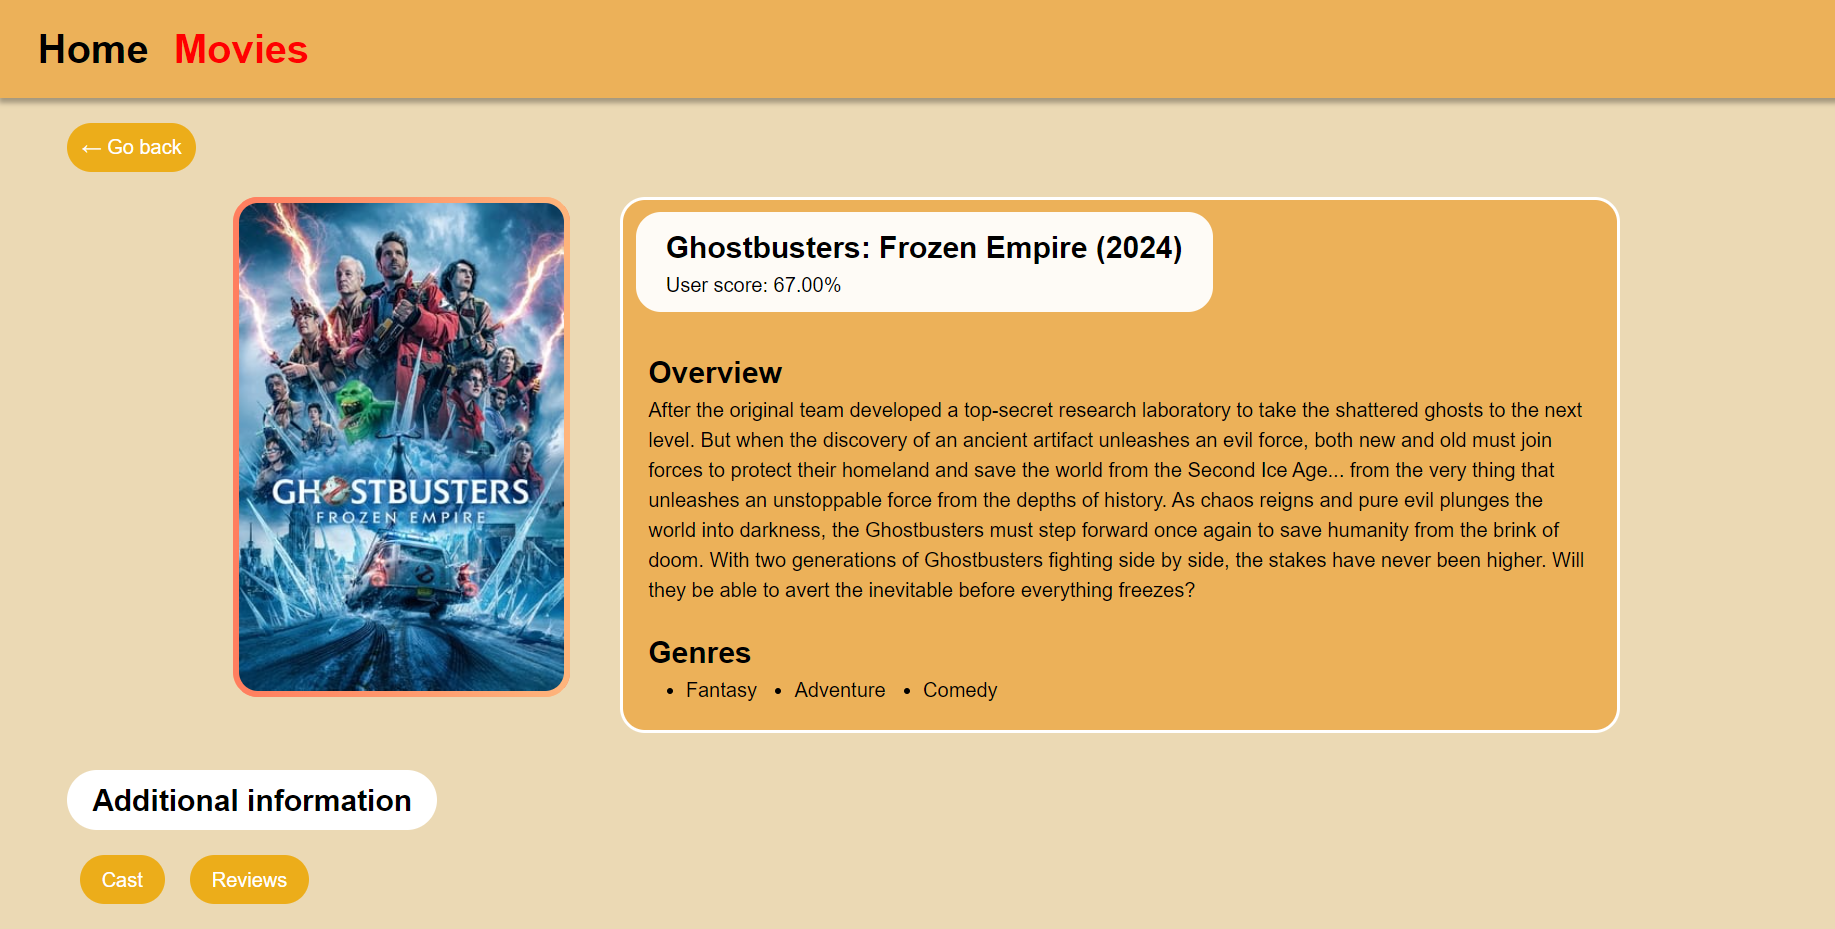 Home Movies
← Go back
GHOSTBUSTERS
FROZEN EMPIRE
Ghostbusters: Frozen Empire (2024)
User score: 67.00%
Overview
After the original team developed a top-secret research laboratory to take the shattered ghosts to the next
level. But when the discovery of an ancient artifact unleashes an evil force, both new and old must join
forces to protect their homeland and save the world from the Second Ice Age... from the very thing that
unleashes an unstoppable force from the depths of history. As chaos reigns and pure evil plunges the
world into darkness, the Ghostbusters must step forward once again to save humanity from the brink of
doom. With two generations of Ghostbusters fighting side by side, the stakes have never been higher. Will
they be able to avert the inevitable before everything freezes?
Genres
• Fantasy • Adventure • Comedy
Additional information
Cast Reviews